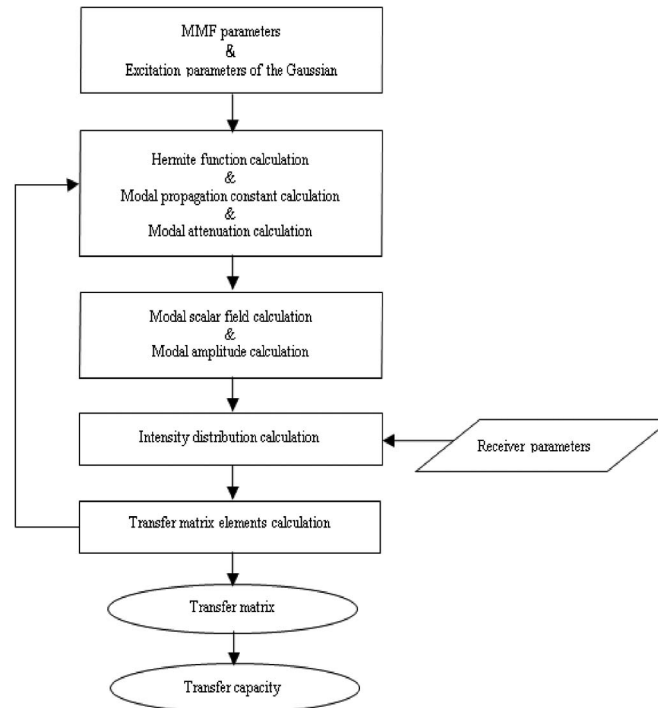 MMF parameters
&
Excitation parameters of the Gaussian
Hermite function calculation
&
Modal propagation constant calculation
&
Modal attenuation calculation
Modal scalar field calculation
&
Modal amplitude calculation
Intensity distribution calculation
Receiver parameters
Transfer matrix elements calculation
Transfer matrix
Transfer capacity